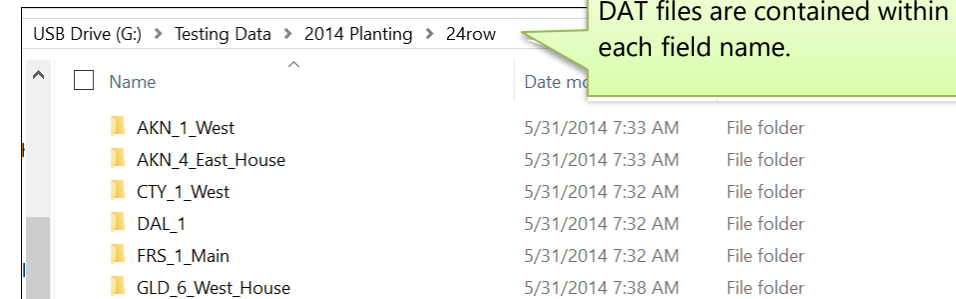 DAT files are contained within
each field name.
USB Drive (G:) > Testing Data > 2014 Planting > 24row
Name Date mo
AKN_1_West 5/31/2014 7:33 AM File folder
AKN_4_East_House 5/31/2014 7:33 AM File folder
CTY_1_West 5/31/2014 7:32 AM File folder
DAL_1 5/31/2014 7:32 AM File folder
FRS_1_Main 5/31/2014 7:32 AM File folder
GLD_6_West_House 5/31/2014 7:38 AM File folder